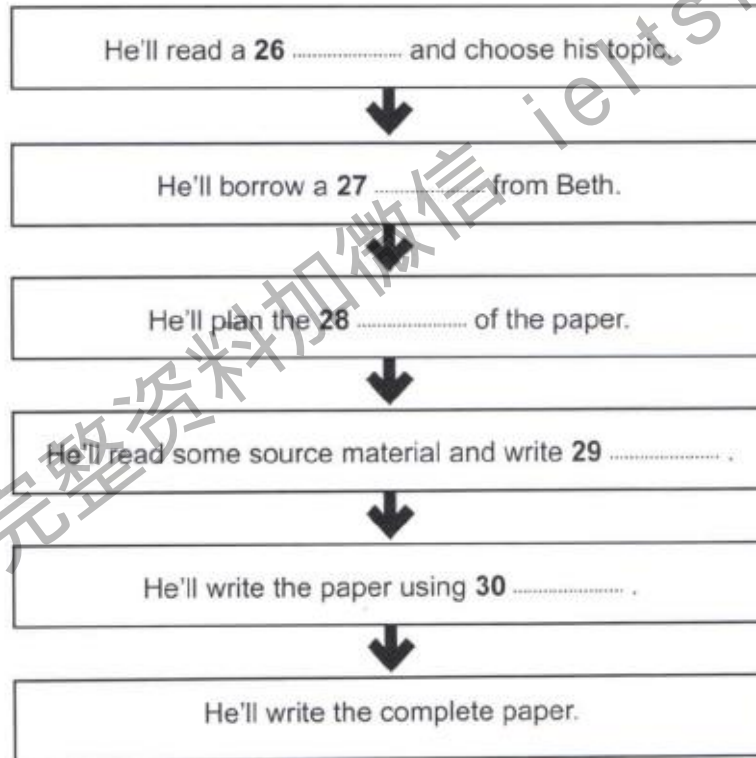 He'll read a 26 .................... and choose his topic.
He'll borrow a 27 .................... from Beth.
He'll plan the 28 .................... of the paper.
He'll read some source material and write 29 .................... .
He'll write the paper using 30 .................... .
He'll write the complete paper.
完整资料加微信 ielts